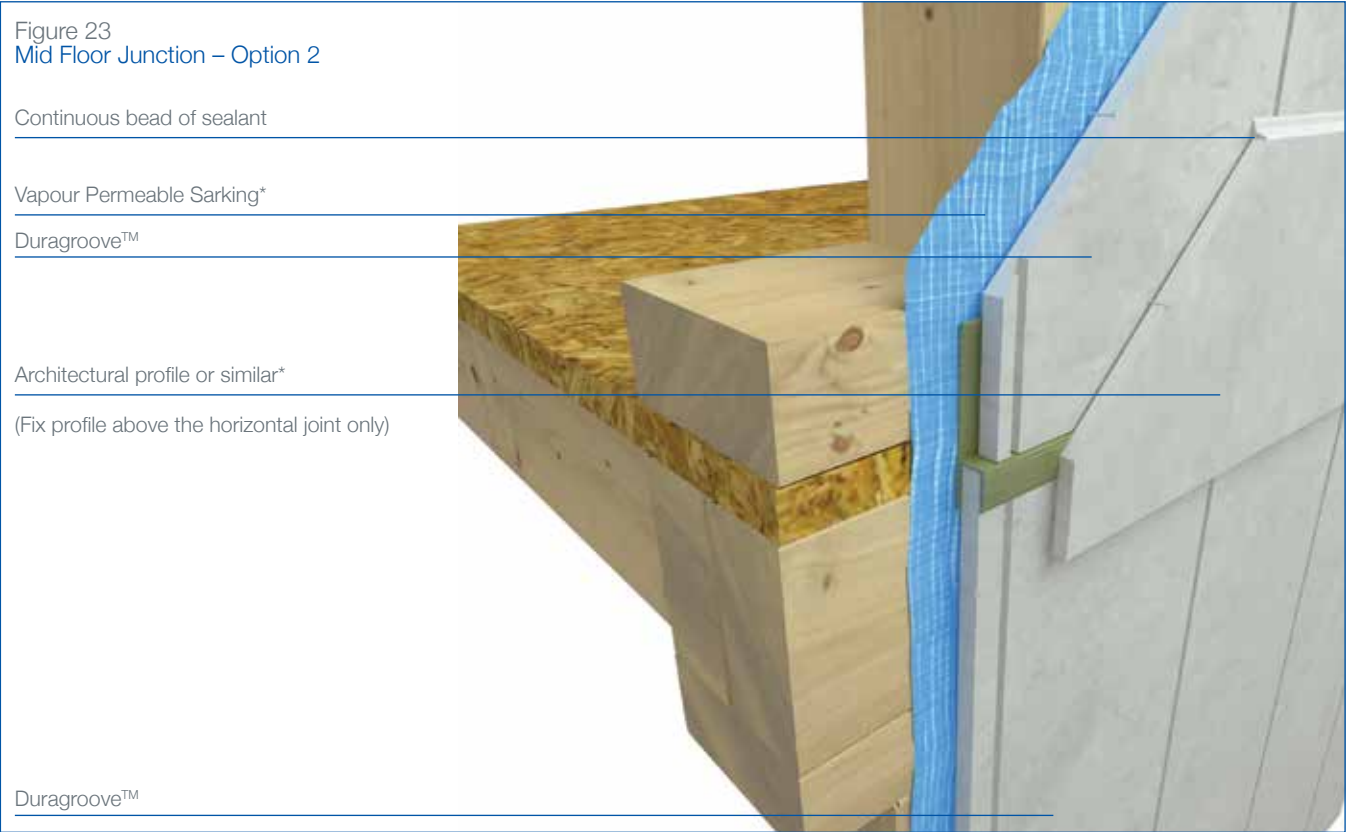 Figure 23
Mid Floor Junction – Option 2
Continuous bead of sealant
Vapour Permeable Sarking*
Duragroove™
Architectural profile or similar*
(Fix profile above the horizontal joint only)
Duragroove™